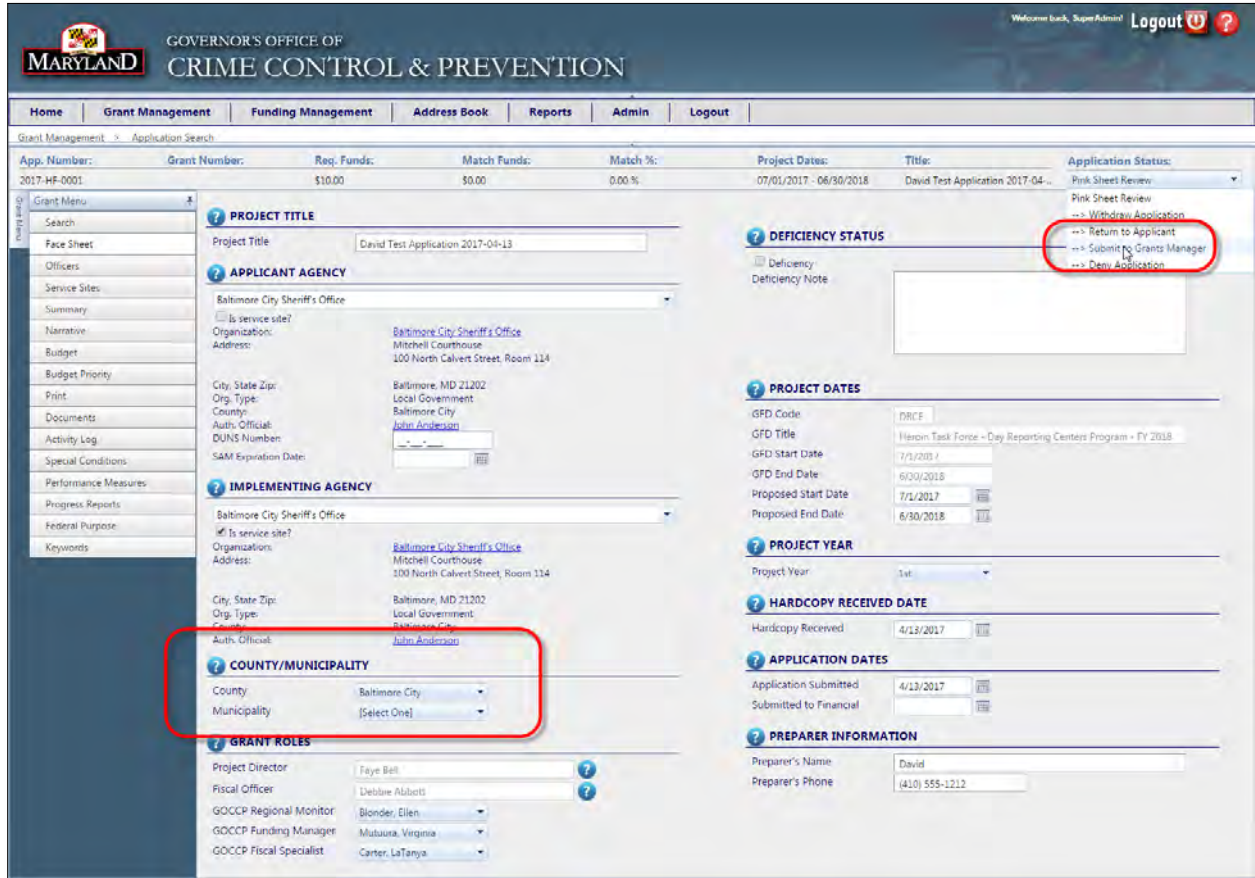 Welcome back, SuperAdmin! Logout
MARYLAND
GOVERNOR'S OFFICE OF
CRIME CONTROL & PREVENTION
Home Grant Management Funding Management Address Book Reports Admin Logout
Grant Management > Application Search
App. Number: Grant Number: Req. Funds: Match Funds: Match %: Project Dates: Title: Application Status:
2017-HF-0001 $10.00 $0.00 0.00 % 07/01/2017 - 06/30/2018 David Test Application 2017-04-... Pink Sheet Review
Pink Sheet Review
--> Withdraw Application
--> Return to Applicant
--> Submit to Grants Manager
--> Deny Application
Grant Menu
Grant Menu
Search
Face Sheet
Officers
Service Sites
Summary
Narrative
Budget
Budget Priority
Print
Documents
Activity Log
Special Conditions
Performance Measures
Progress Reports
Federal Purpose
Keywords
PROJECT TITLE
Project Title David Test Application 2017-04-13
APPLICANT AGENCY
Baltimore City Sheriff's Office
Is service site?
Organization: Baltimore City Sheriff's Office
Address: Mitchell Courthouse
100 North Calvert Street, Room 114
City, State Zip: Baltimore, MD 21202
Org. Type: Local Government
County: Baltimore City
Auth. Official: John Anderson
DUNS Number: __-___-____
SAM Expiration Date:
IMPLEMENTING AGENCY
Baltimore City Sheriff's Office
Is service site?
Organization: Baltimore City Sheriff's Office
Address: Mitchell Courthouse
100 North Calvert Street, Room 114
City, State Zip: Baltimore, MD 21202
Org. Type: Local Government
County: Baltimore City
Auth. Official: John Anderson
COUNTY/MUNICIPALITY
County Baltimore City
Municipality [Select One]
GRANT ROLES
Project Director Faye Bell
Fiscal Officer Debbie Abbott
GOCCP Regional Monitor Blonder, Ellen
GOCCP Funding Manager Mutuura, Virginia
GOCCP Fiscal Specialist Carter, LaTanya
DEFICIENCY STATUS
Deficiency
Deficiency Note
PROJECT DATES
GFD Code DRCE
GFD Title Heroin Task Force - Day Reporting Centers Program - FY 2018
GFD Start Date 7/1/2017
GFD End Date 6/30/2018
Proposed Start Date 7/1/2017
Proposed End Date 6/30/2018
PROJECT YEAR
Project Year 1st
HARDCOPY RECEIVED DATE
Hardcopy Received 4/13/2017
APPLICATION DATES
Application Submitted 4/13/2017
Submitted to Financial
PREPARER INFORMATION
Preparer's Name David
Preparer's Phone (410) 555-1212